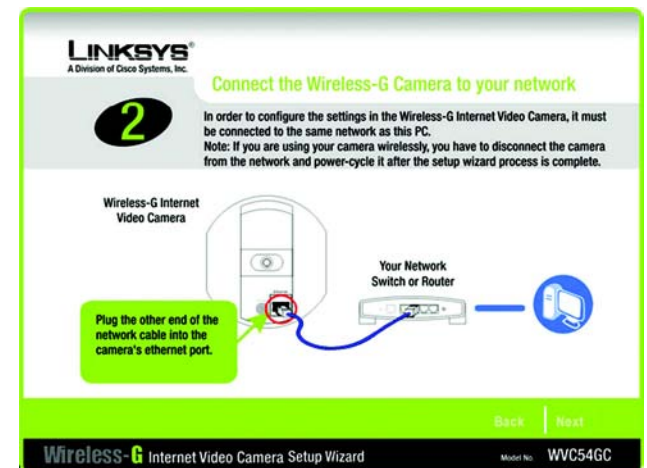 LINKSYS®
A Division of Cisco Systems, Inc.
Connect the Wireless-G Camera to your network
2
In order to configure the settings in the Wireless-G Internet Video Camera, it must
be connected to the same network as this PC.
Note: If you are using your camera wirelessly, you have to disconnect the camera
from the network and power-cycle it after the setup wizard process is complete.
Wireless-G Internet
Video Camera
Your Network
Switch or Router
Plug the other end of the
network cable into the
camera's ethernet port.
Back | Next
Wireless-G Internet Video Camera Setup Wizard
Model No. WVC54GC